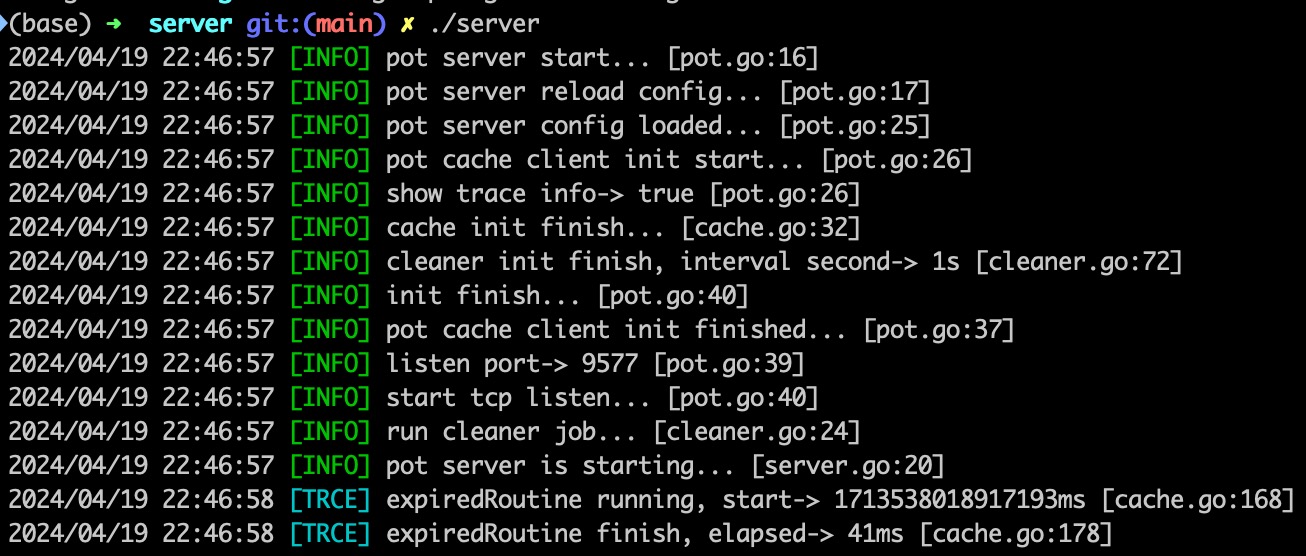 (base) ➜ server git:(main) ✗ ./server
2024/04/19 22:46:57 [INFO] pot server start... [pot.go:16]
2024/04/19 22:46:57 [INFO] pot server reload config... [pot.go:17]
2024/04/19 22:46:57 [INFO] pot server config loaded... [pot.go:25]
2024/04/19 22:46:57 [INFO] pot cache client init start... [pot.go:26]
2024/04/19 22:46:57 [INFO] show trace info-> true [pot.go:26]
2024/04/19 22:46:57 [INFO] cache init finish... [cache.go:32]
2024/04/19 22:46:57 [INFO] cleaner init finish, interval second-> 1s [cleaner.go:72]
2024/04/19 22:46:57 [INFO] init finish... [pot.go:40]
2024/04/19 22:46:57 [INFO] pot cache client init finished... [pot.go:37]
2024/04/19 22:46:57 [INFO] listen port-> 9577 [pot.go:39]
2024/04/19 22:46:57 [INFO] start tcp listen... [pot.go:40]
2024/04/19 22:46:57 [INFO] run cleaner job... [cleaner.go:24]
2024/04/19 22:46:57 [INFO] pot server is starting... [server.go:20]
2024/04/19 22:46:58 [TRCE] expiredRoutine running, start-> 1713538018917193ms [cache.go:168]
2024/04/19 22:46:58 [TRCE] expiredRoutine finish, elapsed-> 41ms [cache.go:178]